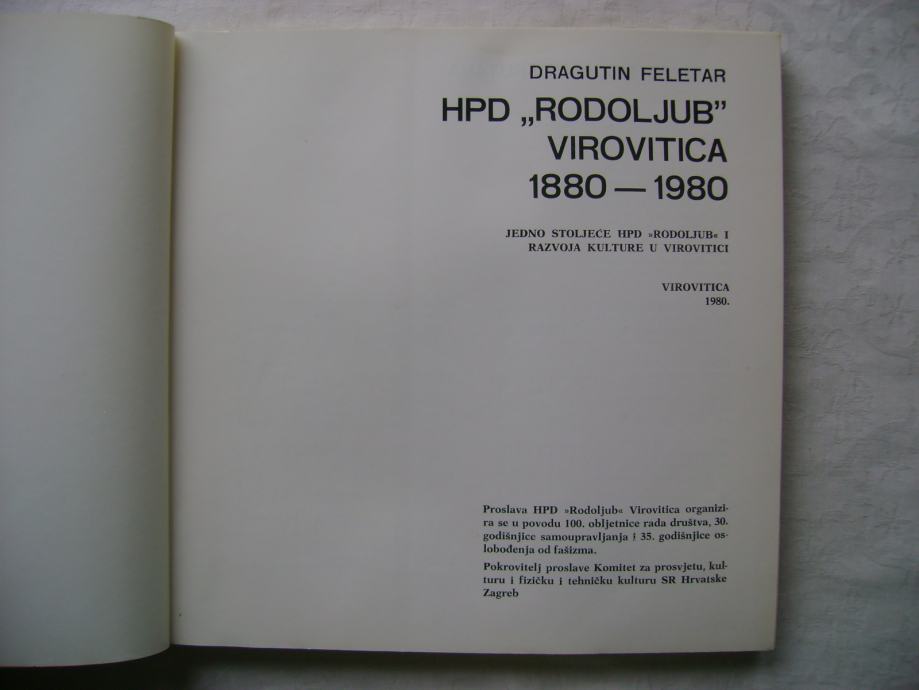 DRAGUTIN FELETAR
HPD „RODOLJUB”
VIROVITICA
1880 — 1980
JEDNO STOLJEĆE HPD »RODOLJUB« I
RAZVOJA KULTURE U VIROVITICI
VIROVITICA
1980.
Proslava HPD »Rodoljub« Virovitica organizi-
ra se u povodu 100. obljetnice rada društva, 30.
godišnjice samoupravljanja i 35. godišnjice os-
lobođenja od fašizma.
Pokrovitelj proslave Komitet za prosvjetu, kul-
turu i fizičku i tehničku kulturu SR Hrvatske
Zagreb